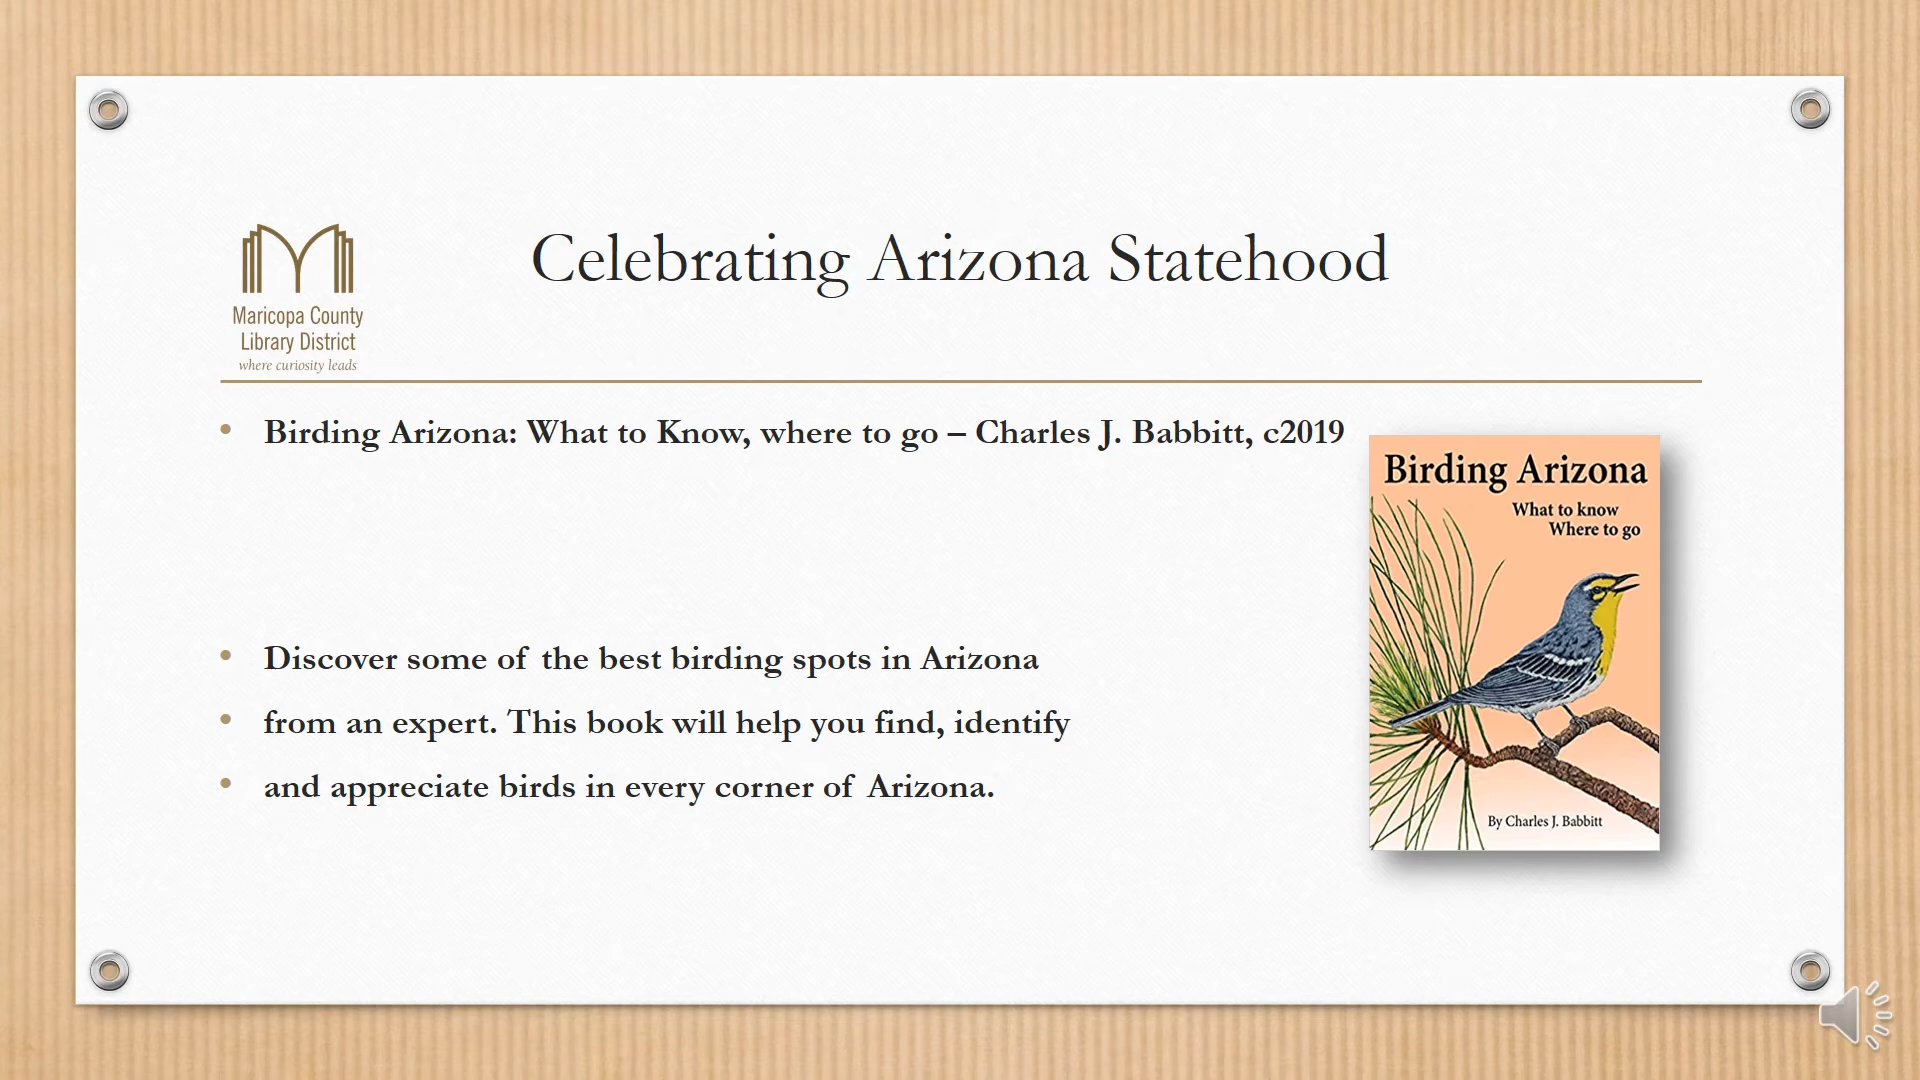 Celebrating Arizona Statehood
Maricopa County
Library District
where curiosity leads
• Birding Arizona: What to Know, where to go – Charles J. Babbitt, c2019
• Discover some of the best birding spots in Arizona
• from an expert. This book will help you find, identify
• and appreciate birds in every corner of Arizona.
Birding Arizona
What to know
Where to go
By Charles J. Babbitt